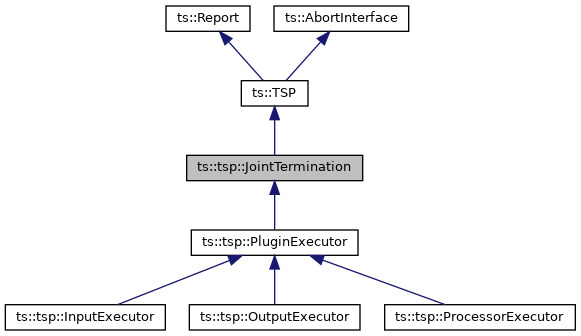 ts::Report
ts::AbortInterface
ts::TSP
ts::tsp::JointTermination
ts::tsp::PluginExecutor
ts::tsp::InputExecutor
ts::tsp::OutputExecutor
ts::tsp::ProcessorExecutor